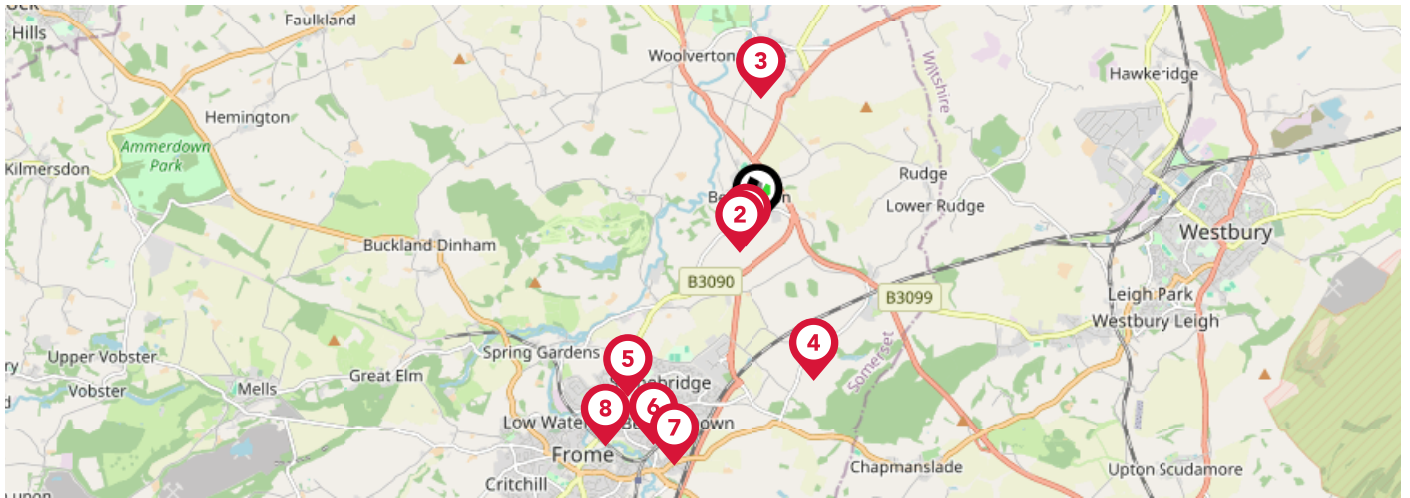 Hills
Faulkland
Woolverton
3
Wiltshire
Hawkeridge
Hemington
Ammerdown
Park
Kilmersdon
Rudge
Lower Rudge
2
Westbury
Buckland Dinham
B3090
B3099
Leigh Park
Westbury Leigh
4
Somerset
Spring Gardens
5
Upper Vobster
Great Elm
Mells
Vobster
8
6
7
Frome
Chapmanslade
Upton Scudamore
Critchill